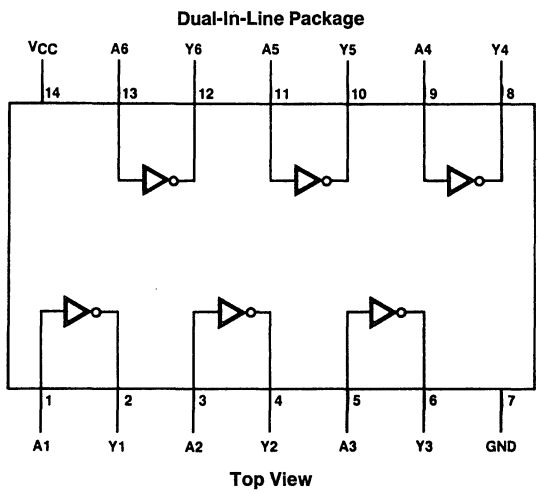 Dual-In-Line Package
VCC A6 Y6 A5 Y5 A4 Y4
14 13 12 11 10 9 8
1 2 3 4 5 6 7
A1 Y1 A2 Y2 A3 Y3 GND
Top View